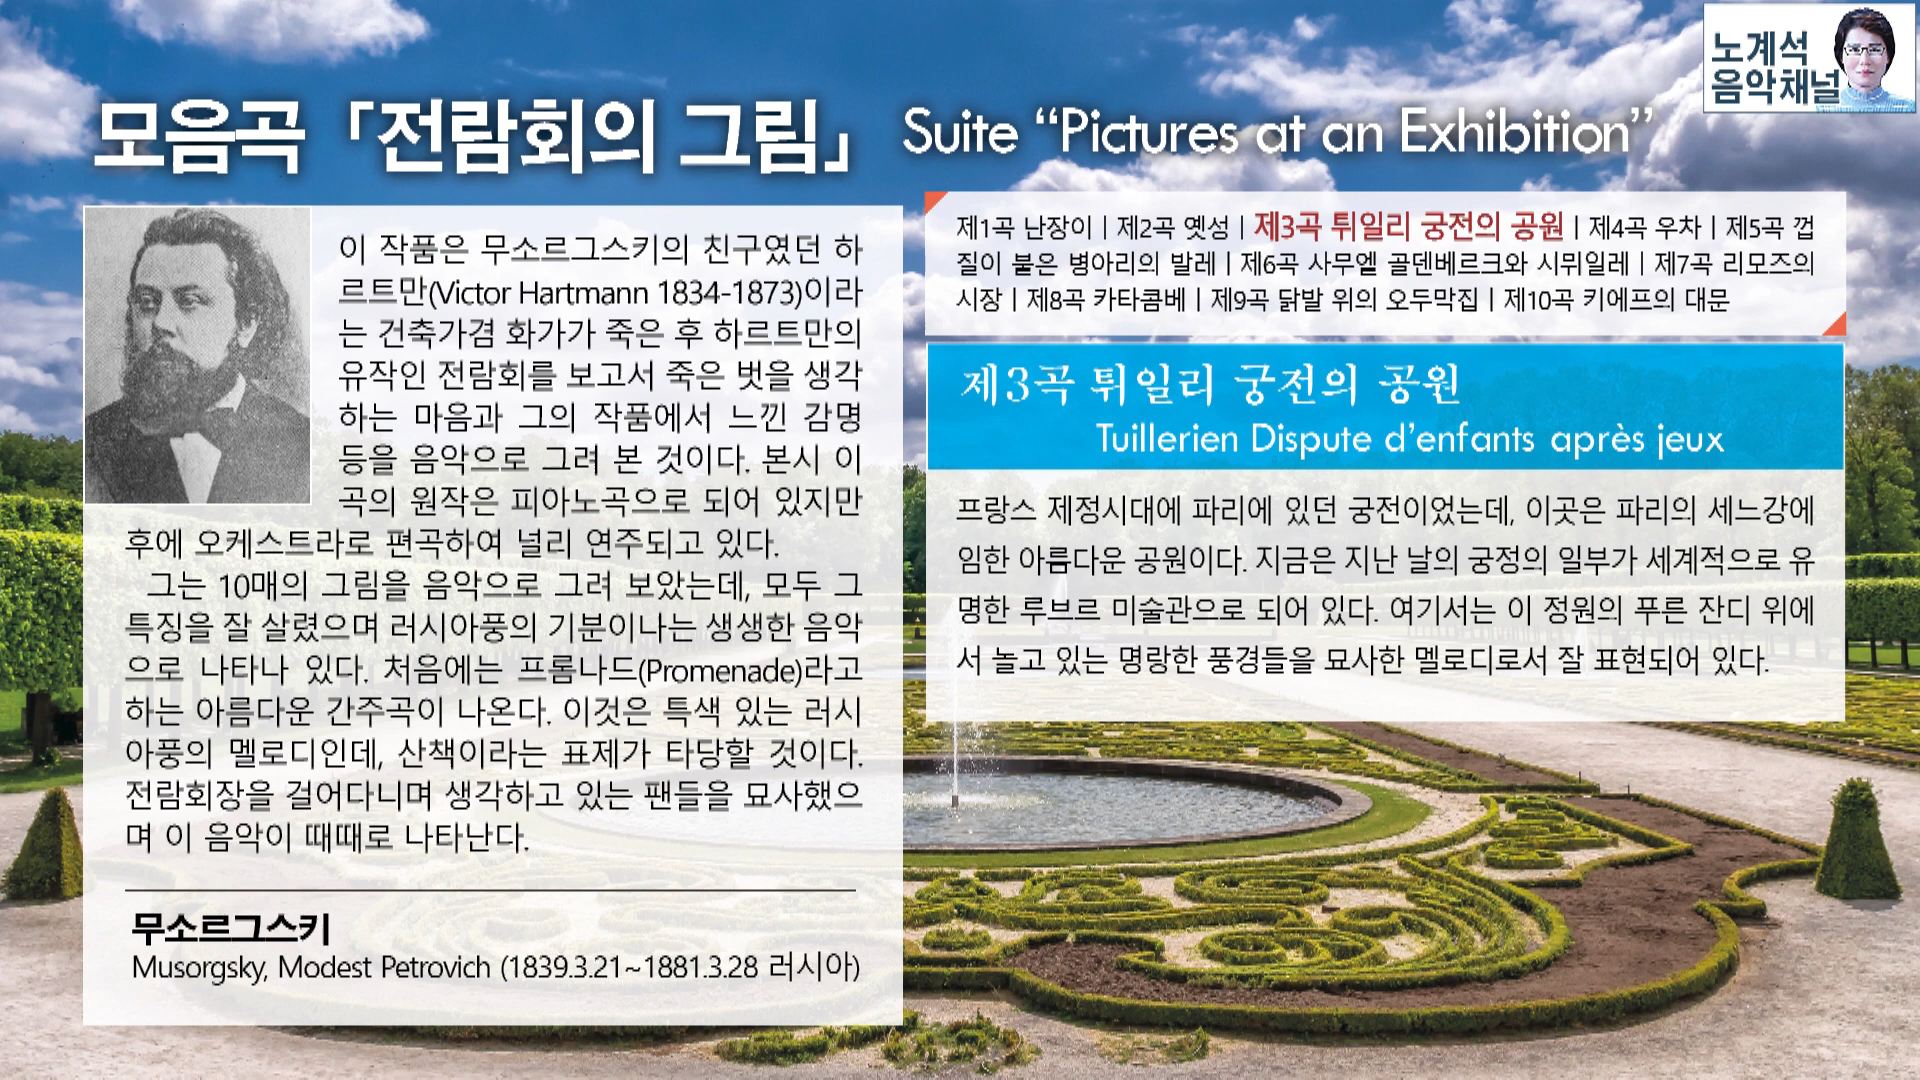 노계석
음악채널
모음곡「전람회의 그림」 Suite “Pictures at an Exhibition”
이 작품은 무소르그스키의 친구였던 하
르트만(Victor Hartmann 1834-1873)이라
는 건축가겸 화가가 죽은 후 하르트만의
유작인 전람회를 보고서 죽은 벗을 생각
하는 마음과 그의 작품에서 느낀 감명
등을 음악으로 그려 본 것이다. 본시 이
곡의 원작은 피아노곡으로 되어 있지만
후에 오케스트라로 편곡하여 널리 연주되고 있다.
그는 10매의 그림을 음악으로 그려 보았는데, 모두 그
특징을 잘 살렸으며 러시아풍의 기분이나는 생생한 음악
으로 나타나 있다. 처음에는 프롬나드(Promenade)라고
하는 아름다운 간주곡이 나온다. 이것은 특색 있는 러시
아풍의 멜로디인데, 산책이라는 표제가 타당할 것이다.
전람회장을 걸어다니며 생각하고 있는 팬들을 묘사했으
며 이 음악이 때때로 나타난다.
무소르그스키
Musorgsky, Modest Petrovich (1839.3.21~1881.3.28 러시아)
제1곡 난장이 | 제2곡 옛성 | 제3곡 튀일리 궁전의 공원 | 제4곡 우차 | 제5곡 껍
질이 붙은 병아리의 발레 | 제6곡 사무엘 골덴베르크와 시뮈일레 | 제7곡 리모즈의
시장 | 제8곡 카타콤베 | 제9곡 닭발 위의 오두막집 | 제10곡 키에프의 대문
제3곡 튀일리 궁전의 공원
Tuillerien Dispute d’enfants après jeux
프랑스 제정시대에 파리에 있던 궁전이었는데, 이곳은 파리의 세느강에
임한 아름다운 공원이다. 지금은 지난 날의 궁정의 일부가 세계적으로 유
명한 루브르 미술관으로 되어 있다. 여기서는 이 정원의 푸른 잔디 위에
서 놀고 있는 명랑한 풍경들을 묘사한 멜로디로서 잘 표현되어 있다.